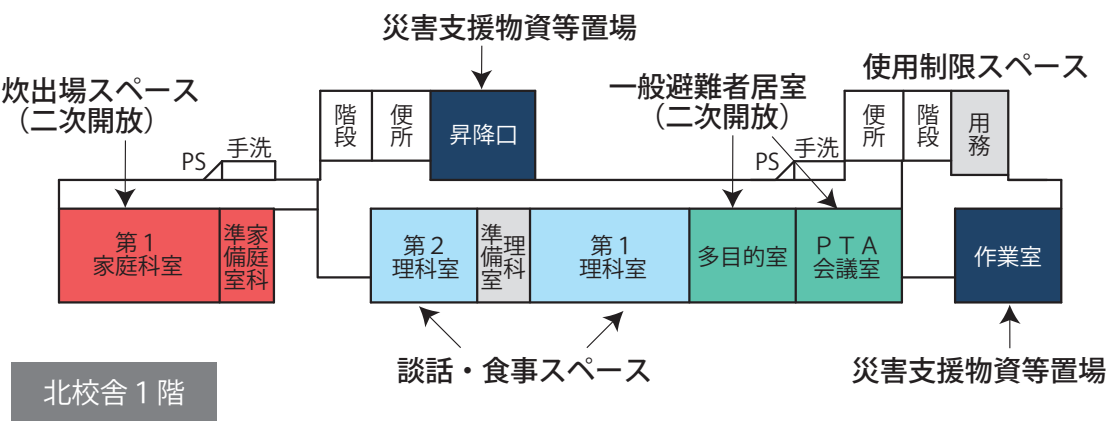 災害支援物資等置場
炊出場スペース
（二次開放）
一般避難者居室
（二次開放）
使用制限スペース
階段
便所
昇降口
便所
階段
用務
PS
手洗
PS
手洗
第１
家庭科室
家庭科
準備室
第２
理科室
理科
準備室
第１
理科室
多目的室
ＰＴＡ
会議室
作業室
談話・食事スペース
災害支援物資等置場
北校舎１階